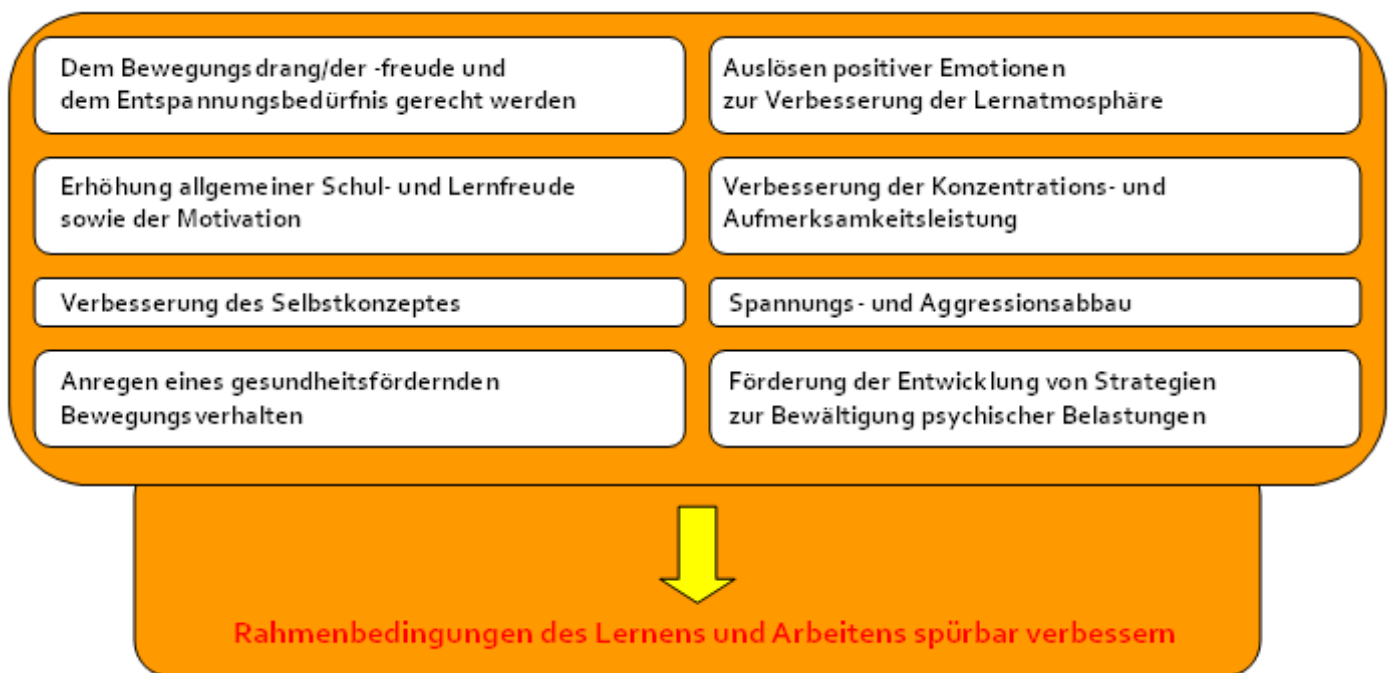 Dem Bewegungsdrang/der -freude und
dem Entspannungsbedürfnis gerecht werden
Auslösen positiver Emotionen
zur Verbesserung der Lernatmosphäre
Erhöhung allgemeiner Schul- und Lernfreude
sowie der Motivation
Verbesserung der Konzentrations- und
Aufmerksamkeitsleistung
Verbesserung des Selbstkonzeptes
Spannungs- und Aggressionsabbau
Anregen eines gesundheitsfördernden
Bewegungsverhalten
Förderung der Entwicklung von Strategien
zur Bewältigung psychischer Belastungen
Rahmenbedingungen des Lernens und Arbeitens spürbar verbessern